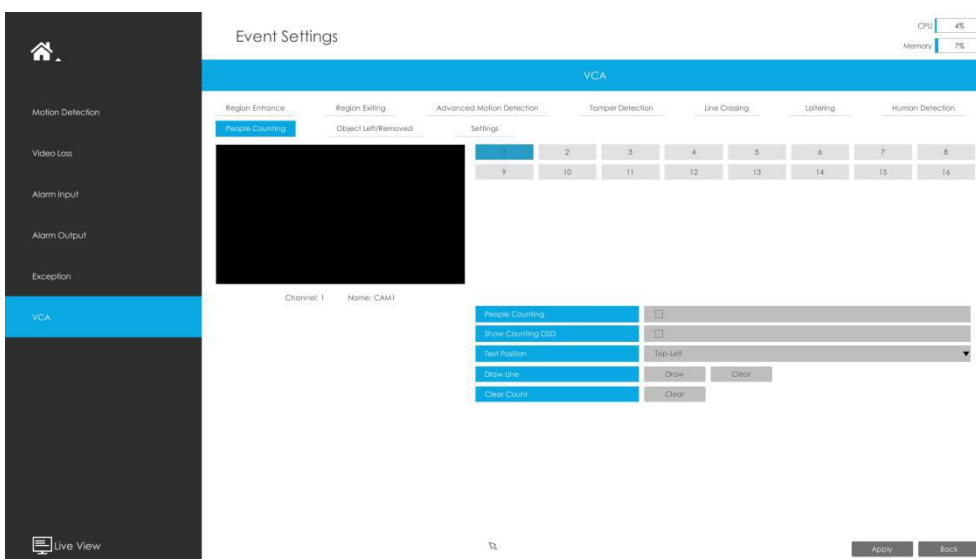 Event Settings
CPU 4%
Memory 7%
VCA
Motion Detection
Video Loss
Alarm Input
Alarm Output
Exception
VCA
Live View
Region Entrance Region Exiting Advanced Motion Detection Tamper Detection Line Crossing Loitering Human Detection
People Counting Object Left/Removed Settings
1 2 3 4 5 6 7 8
9 10 11 12 13 14 15 16
Channel: 1 Name: CAM1
People Counting
Show Counting OSD
Text Position Top-Left
Draw Line Draw Clear
Clear Count Clear
Apply Back